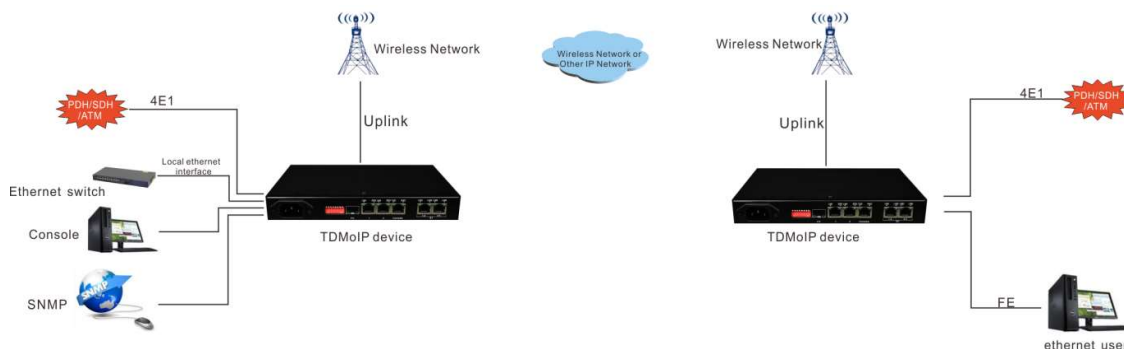 Wireless Network
Wireless Network or
Other IP Network
Wireless Network
PDH/SDH
/ATM
4E1
4E1
PDH/SDH
/ATM
Uplink
Uplink
Local ethernet
interface
Ethernet switch
Console
TDMoIP device
TDMoIP device
SNMP
SNMP
FE
ethernet user